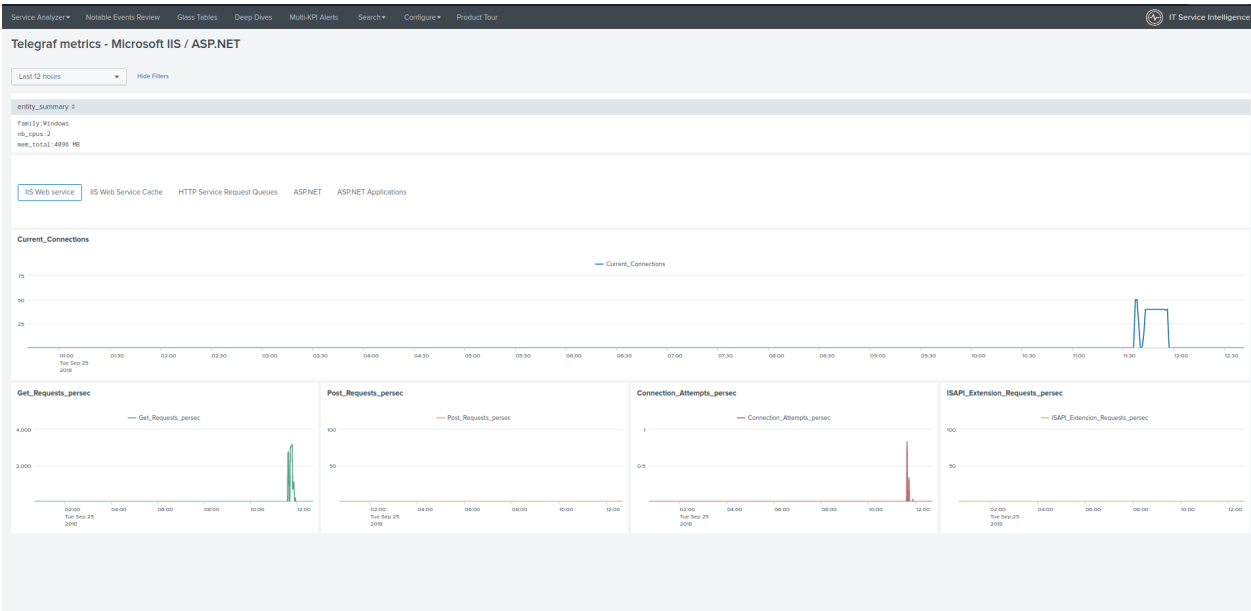 Service Analyzer▾ Notable Events Review Glass Tables Deep Dives Multi-KPI Alerts Search▾ Configure▾ Product Tour IT Service Intelligence
Telegraf metrics - Microsoft IIS / ASP.NET
Last 12 hours Hide Filters
entity_summary
family:Windows
nb_cpus:2
mem_total:4096 MB
IIS Web service IIS Web Service Cache HTTP Service Request Queues ASP.NET ASP.NET Applications
Current_Connections
Current_Connections
75
50
25
01:00 01:30 02:00 02:30 03:00 03:30 04:00 04:30 05:00 05:30 06:00 06:30 07:00 07:30 08:00 08:30 09:00 09:30 10:00 10:30 11:00 11:30 12:00 12:30
Tue Sep 25
2018
Get_Requests_persec
Get_Requests_persec
4,000
2,000
02:00 04:00 06:00 08:00 10:00 12:00
Tue Sep 25
2018
Post_Requests_persec
Post_Requests_persec
100
50
02:00 04:00 06:00 08:00 10:00 12:00
Tue Sep 25
2018
Connection_Attempts_persec
Connection_Attempts_persec
1
0.5
02:00 04:00 06:00 08:00 10:00 12:00
Tue Sep 25
2018
ISAPI_Extension_Requests_persec
ISAPI_Extension_Requests_persec
100
50
02:00 04:00 06:00 08:00 10:00 12:00
Tue Sep 25
2018